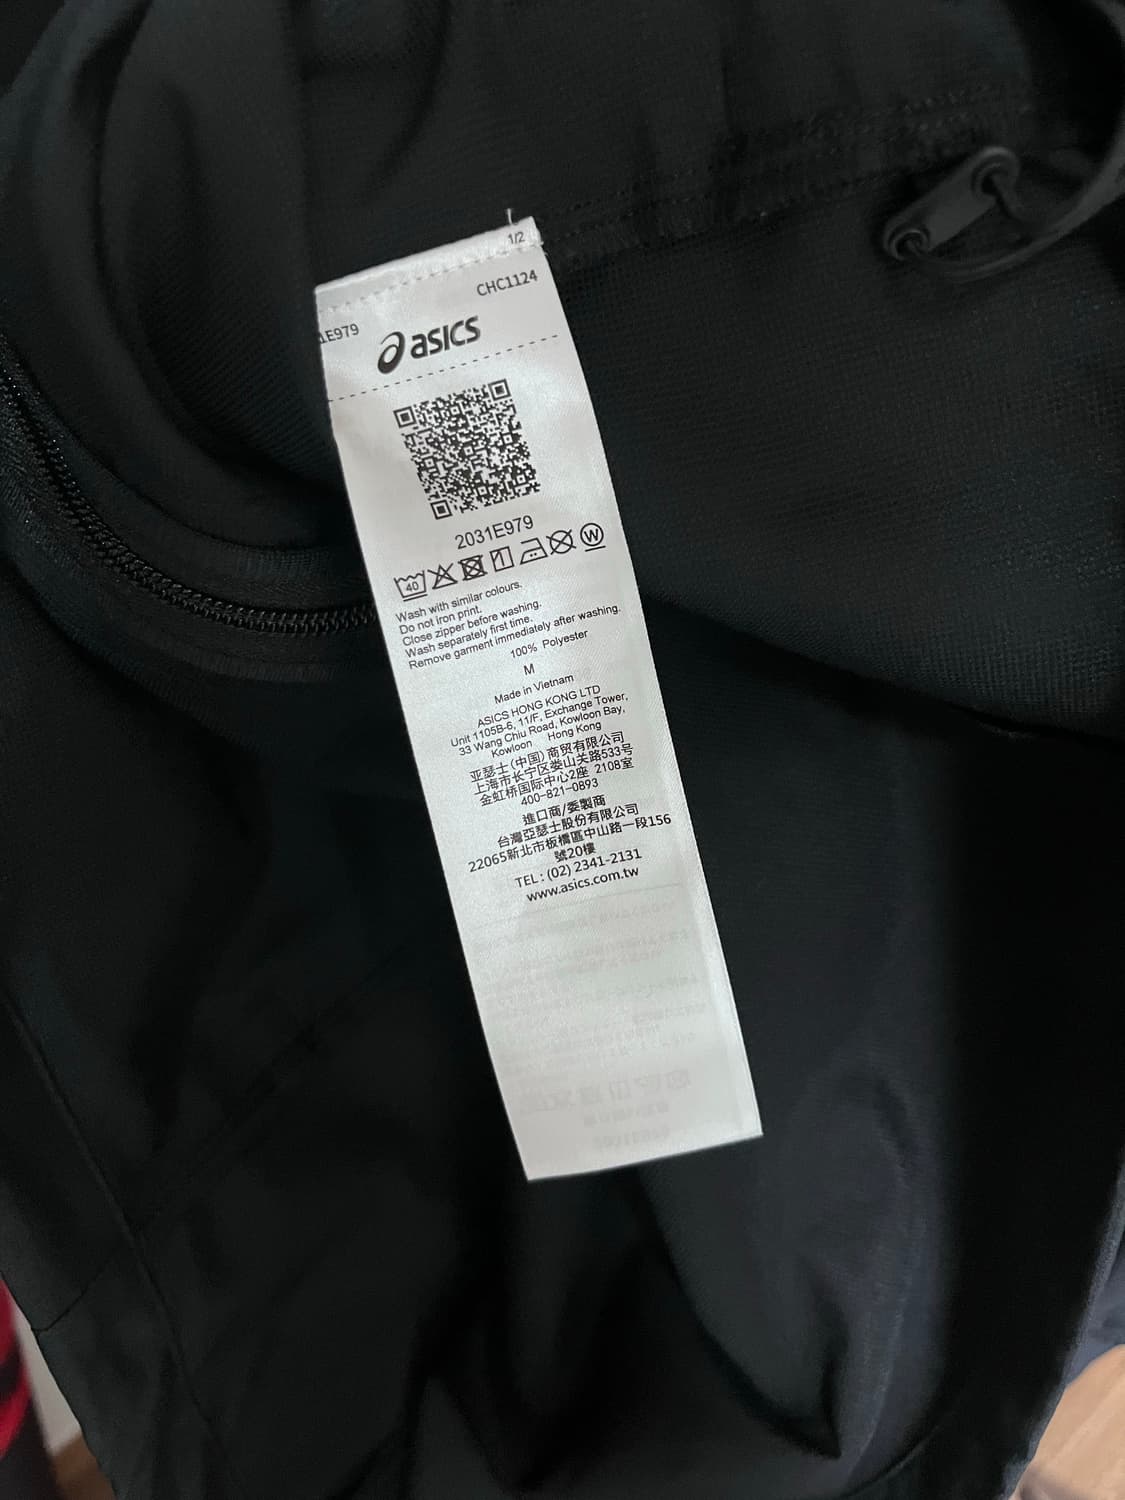 1/2
CHC1124
1E979
asics
2031E979
40
W
Wash with similar colours.
Do not iron print.
Close zipper before washing.
Wash separately first time.
Remove garment immediately after washing.
100% Polyester
M
Made in Vietnam
ASICS HONG KONG LTD
Unit 1105B-6, 11/F, Exchange Tower,
33 Wang Chiu Road, Kowloon Bay,
Kowloon Hong Kong
亚瑟士(中国)商贸有限公司
上海市长宁区娄山关路533号
金虹桥国际中心2座 2108室
400-821-0893
進口商/委製商
台灣亞瑟士股份有限公司
22065新北市板橋區中山路一段156
號20樓
TEL : (02) 2341-2131
www.asics.com.tw